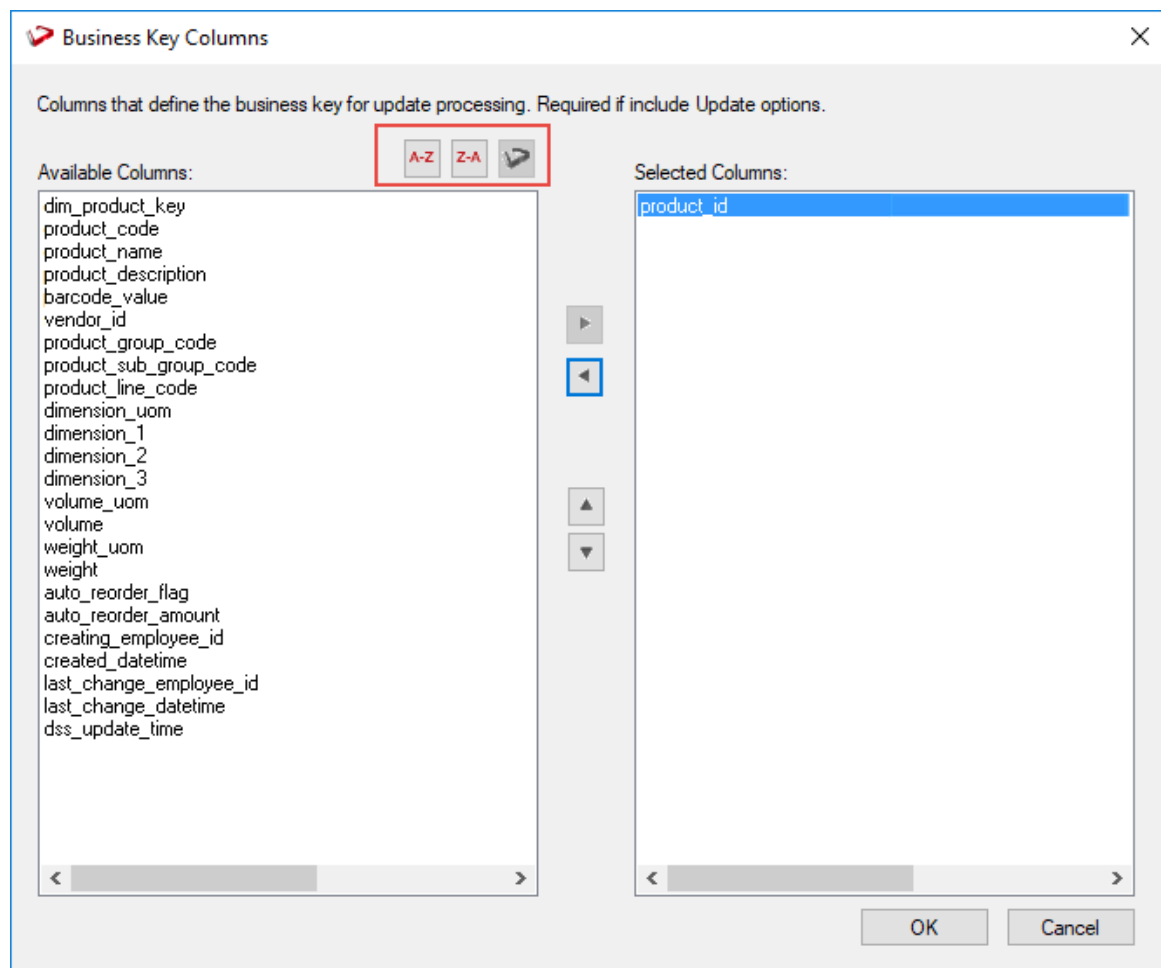 Business Key Columns
Columns that define the business key for update processing. Required if include Update options.
A-Z Z-A
Available Columns:
dim_product_key
product_code
product_name
product_description
barcode_value
vendor_id
product_group_code
product_sub_group_code
product_line_code
dimension_uom
dimension_1
dimension_2
dimension_3
volume_uom
volume
weight_uom
weight
auto_reorder_flag
auto_reorder_amount
creating_employee_id
created_datetime
last_change_employee_id
last_change_datetime
dss_update_time
Selected Columns:
product_id
OK Cancel